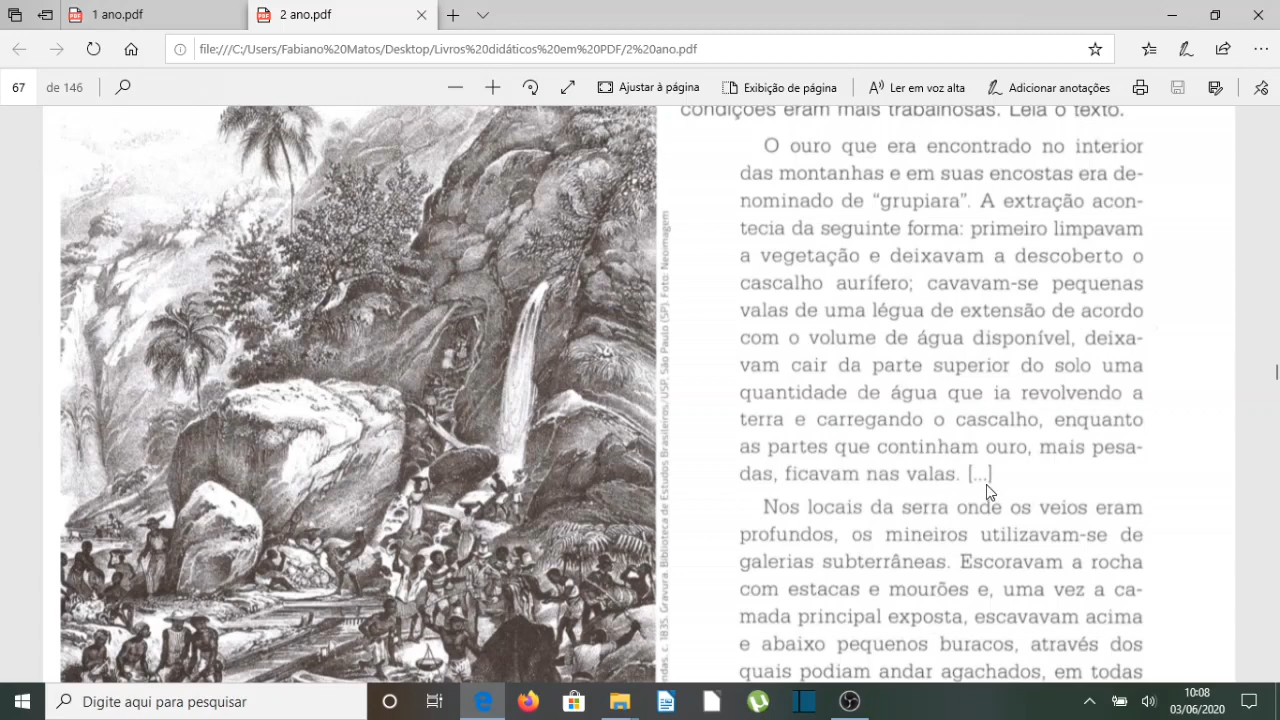 1 ano.pdf
2 ano.pdf
file:///C:/Users/Fabiano%20Matos/Desktop/Livros%20didáticos%20em%20PDF/2%20ano.pdf
67 de 146
Ajustar à página
Exibição de página
Ler em voz alta
Adicionar anotações
condições eram mais trabalhosas. Leia o texto.
O ouro que era encontrado no interior
das montanhas e em suas encostas era de-
nominado de “grupiara”. A extração acon-
tecia da seguinte forma: primeiro limpavam
a vegetação e deixavam a descoberto o
cascalho aurífero; cavavam-se pequenas
valas de uma légua de extensão de acordo
com o volume de água disponível, deixa-
vam cair da parte superior do solo uma
quantidade de água que ia revolvendo a
terra e carregando o cascalho, enquanto
as partes que continham ouro, mais pesa-
das, ficavam nas valas. [...]
Nos locais da serra onde os veios eram
profundos, os mineiros utilizavam-se de
galerias subterrâneas. Escoravam a rocha
com estacas e mourões e, uma vez a ca-
mada principal exposta, escavavam acima
e abaixo pequenos buracos, através dos
quais podiam andar agachados, em todas
endas. c. 1835. Gravura. Biblioteca de Estudos Brasileiros/USP, São Paulo (SP). Foto: Neoimagem
Digite aqui para pesquisar
10:08
03/06/2020